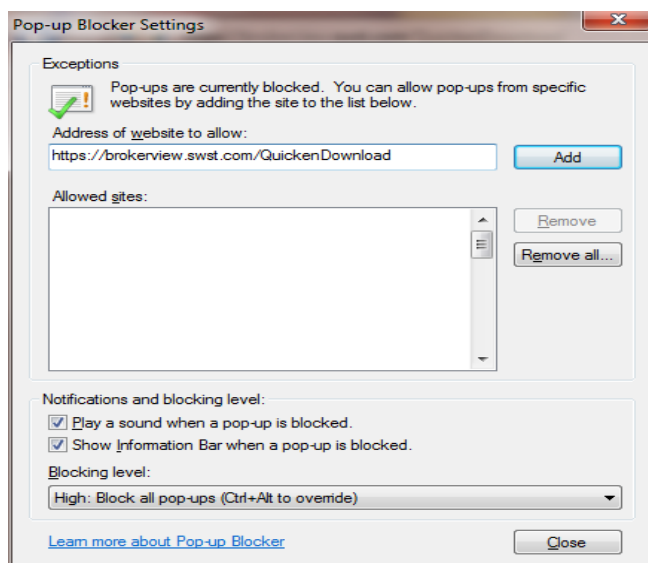 Pop-up Blocker Settings
Exceptions
Pop-ups are currently blocked. You can allow pop-ups from specific
websites by adding the site to the list below.
Address of website to allow:
https://brokerview.swst.com/QuickenDownload
Add
Allowed sites:
Remove
Remove all...
Notifications and blocking level:
Play a sound when a pop-up is blocked.
Show Information Bar when a pop-up is blocked.
Blocking level:
High: Block all pop-ups (Ctrl+Alt to override)
Learn more about Pop-up Blocker
Close